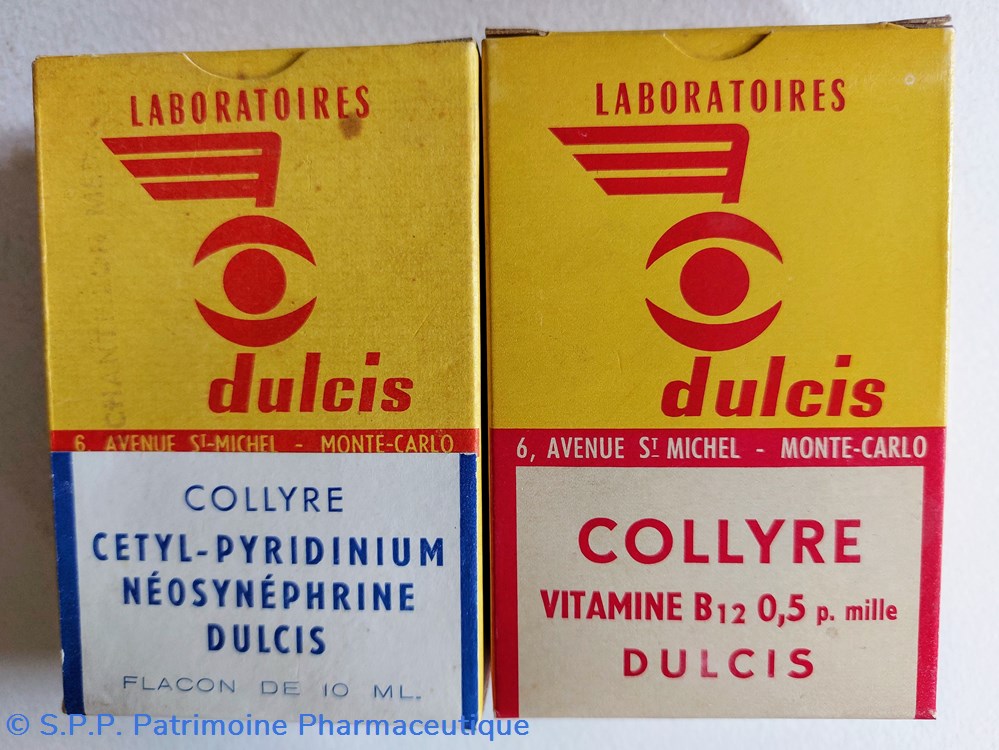 LABORATOIRES
dulcis
6, AVENUE ST-MICHEL - MONTE-CARLO
COLLYRE
CETYL-PYRIDINIUM
NÉOSYNÉPHRINE
DULCIS
FLACON DE 10 ML.
LABORATOIRES
dulcis
6, AVENUE ST MICHEL - MONTE-CARLO
COLLYRE
VITAMINE B12 0,5 p. mille
DULCIS
© S.P.P. Patrimoine Pharmaceutique